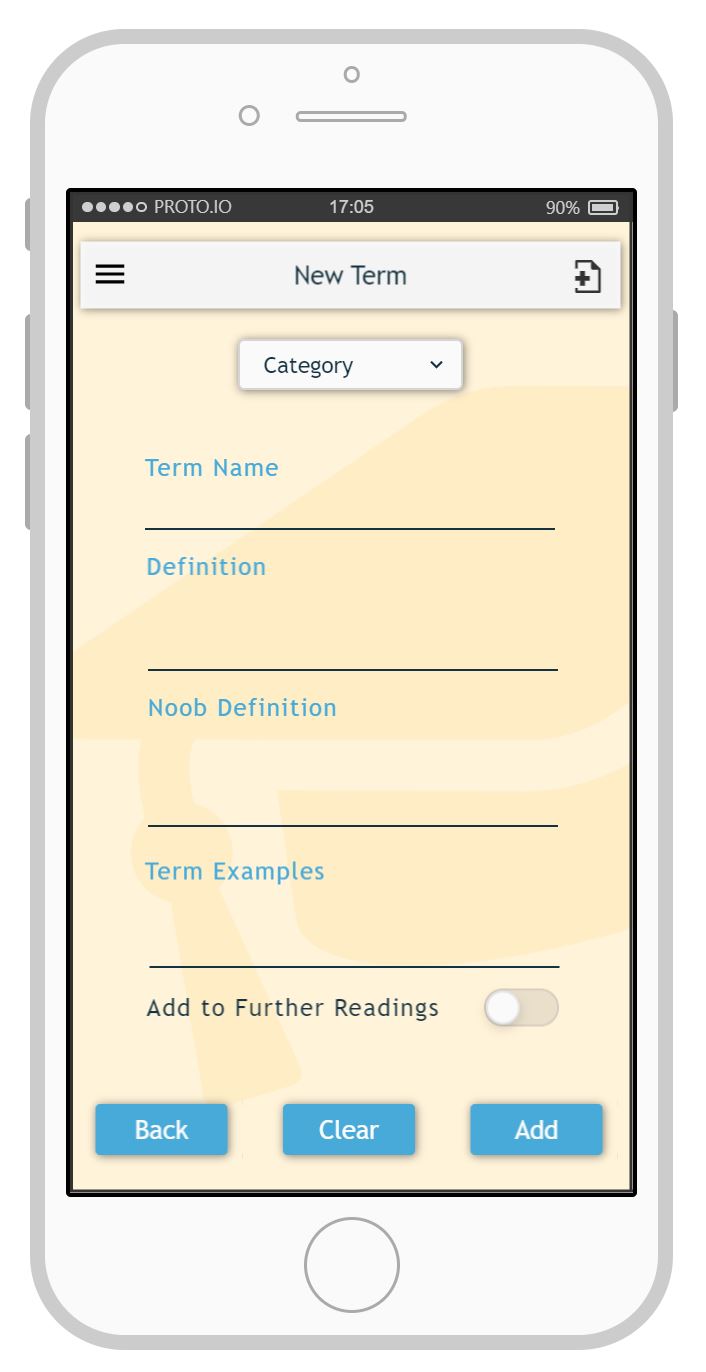 PROTO.IO 17:05 90%
New Term
Category
Term Name
Definition
Noob Definition
Term Examples
Add to Further Readings
Back Clear Add